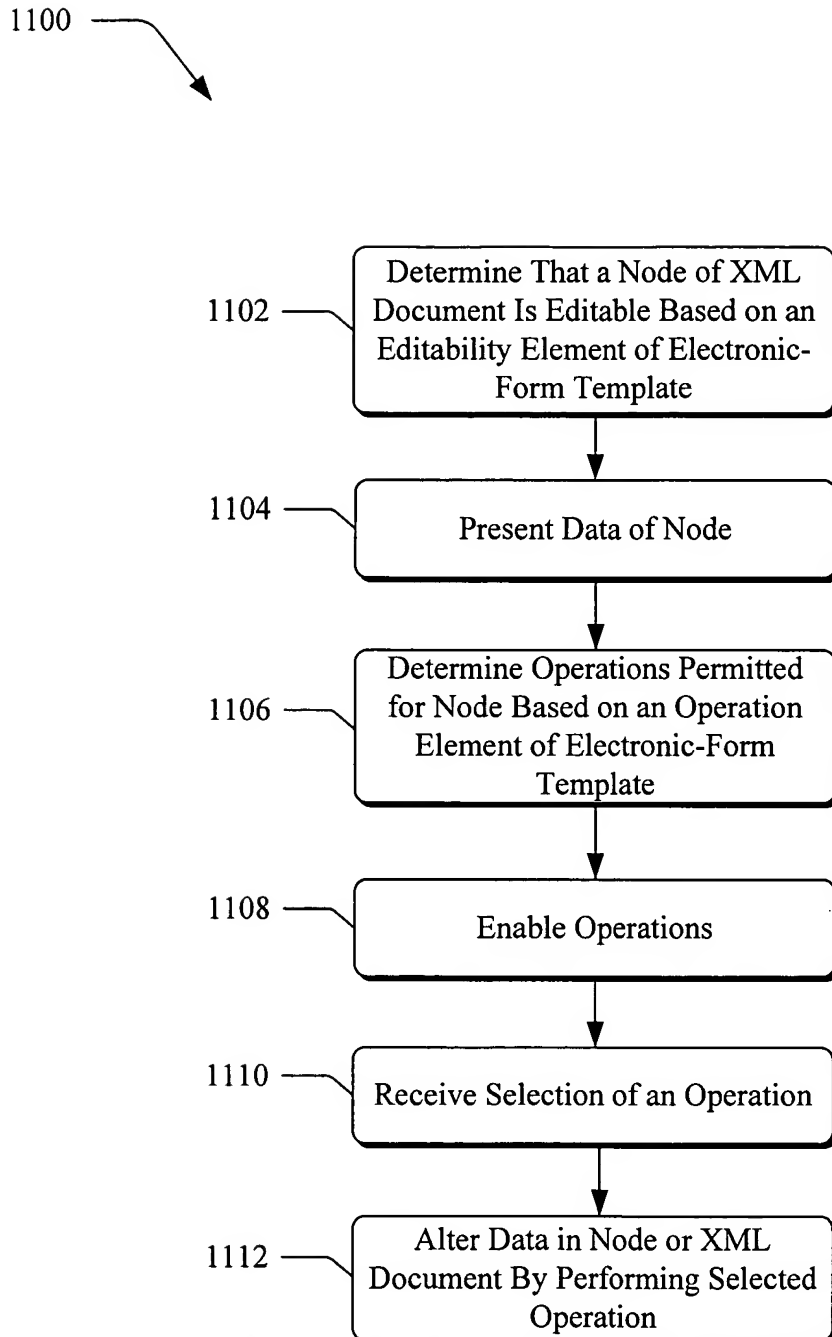 1100
1102
Determine That a Node of XML
Document Is Editable Based on an
Editability Element of Electronic-
Form Template
1104
Present Data of Node
1106
Determine Operations Permitted
for Node Based on an Operation
Element of Electronic-Form
Template
1108
Enable Operations
1110
Receive Selection of an Operation
1112
Alter Data in Node or XML
Document By Performing Selected
Operation